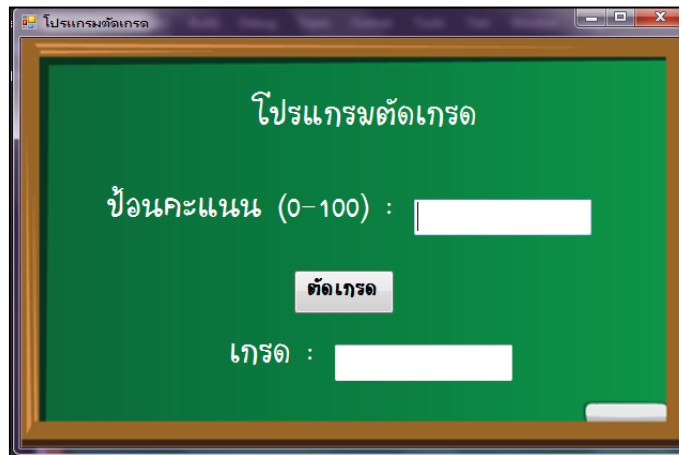 โปรแกรมตัดเกรด
โปรแกรมตัดเกรด
ป้อนคะแนน (0-100) :
ตัดเกรด
เกรด :